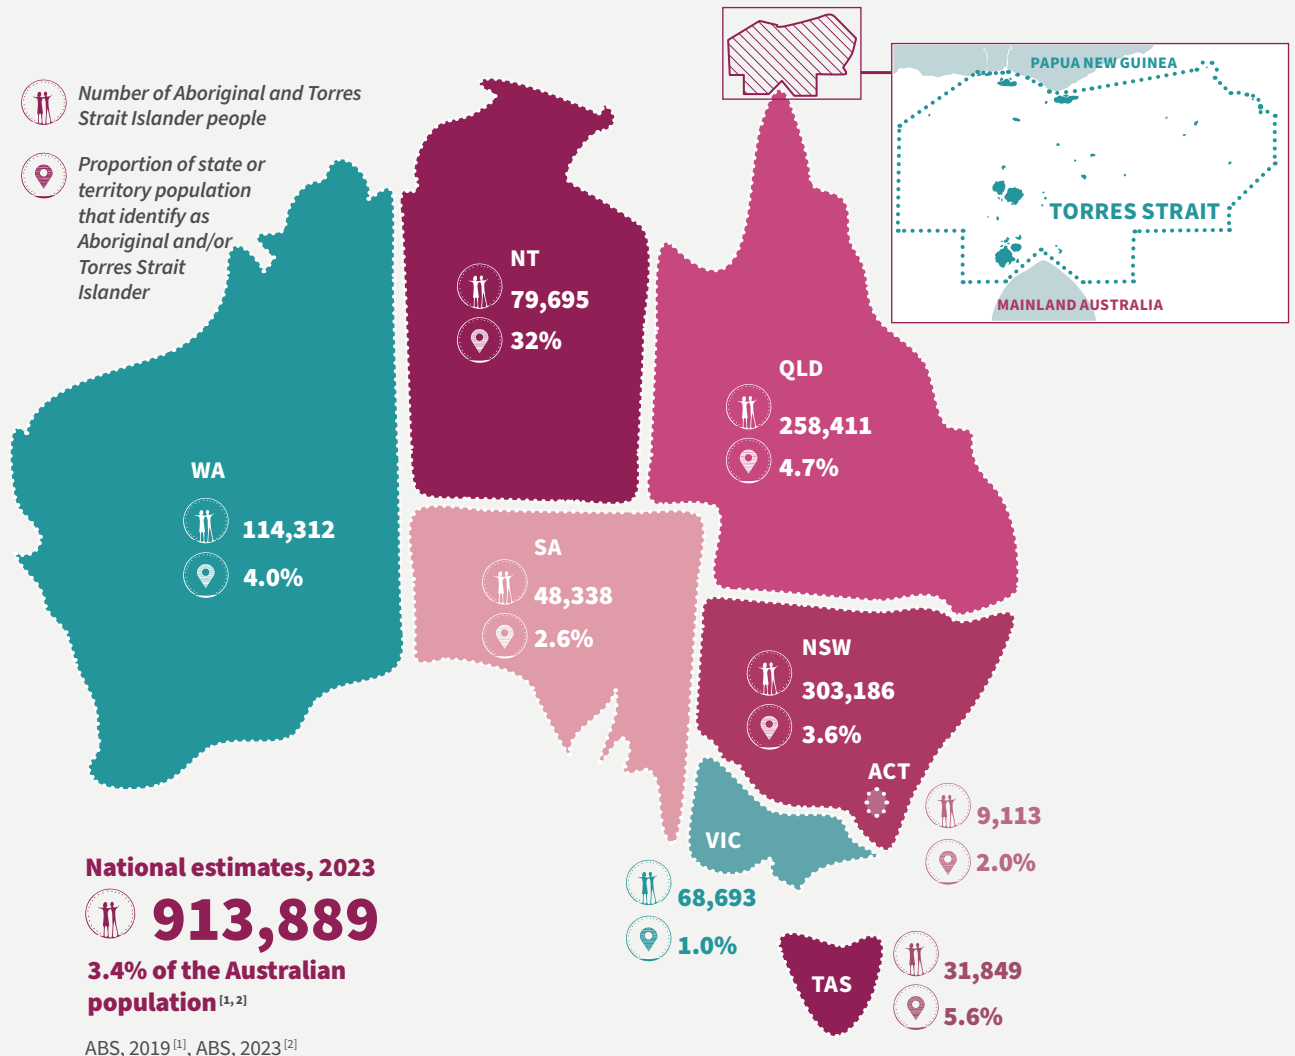 Number of Aboriginal and Torres
Strait Islander people
Proportion of state or
territory population
that identify as
Aboriginal and/or
Torres Strait
Islander
PAPUA NEW GUINEA
TORRES STRAIT
MAINLAND AUSTRALIA
NT
79,695
32%
QLD
258,411
4.7%
WA
114,312
4.0%
SA
48,338
2.6%
NSW
303,186
3.6%
ACT
9,113
2.0%
VIC
68,693
1.0%
TAS
31,849
5.6%
National estimates, 2023
913,889
3.4% of the Australian
population [1, 2]
ABS, 2019 [1], ABS, 2023 [2]